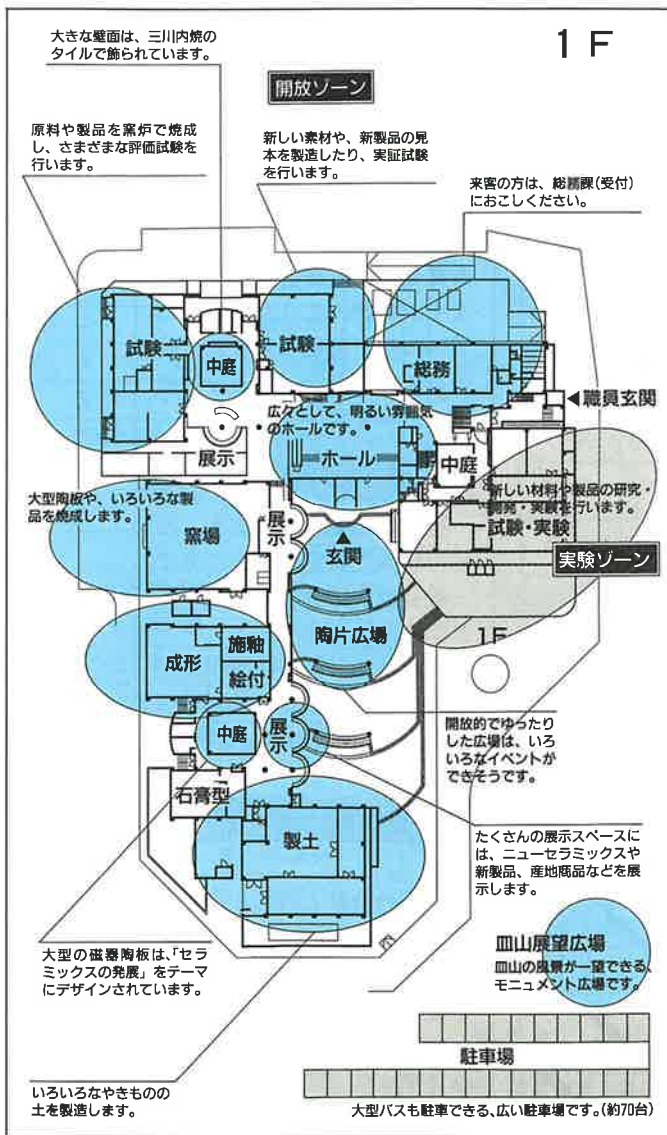 1F
開放ゾーン
大きな壁面は、三川内焼の
タイルで飾られています。
原料や製品を窯炉で焼成
し、さまざまな評価試験を
行います。
新しい素材や、新製品の見
本を製造したり、実証試験
を行います。
来客の方は、総務課(受付)
におこしください。
試験
中庭
試験
総務
◀職員玄関
広々として、明るい雰囲気
のホールです。
展示
ホール
中庭
新しい材料や製品の研究・
開発・実験を行います。
試験・実験
実験ゾーン
大型陶板や、いろいろな製
品を焼成します。
窯場
展示
▲
玄関
陶片広場
1F
成形
施釉
絵付
中庭
展示
開放的でゆったり
した広場は、いろ
いろなイベントが
できそうです。
石膏型
製土
たくさんの展示スペースに
は、ニューセラミックスや
新製品、産地商品などを展
示します。
大型の磁器陶板は、「セラ
ミックスの発展」をテーマ
にデザインされています。
皿山展望広場
皿山の風景が一望できる、
モニュメント広場です。
駐車場
いろいろなやきものの
土を製造します。
大型バスも駐車できる、広い駐車場です。(約70台)